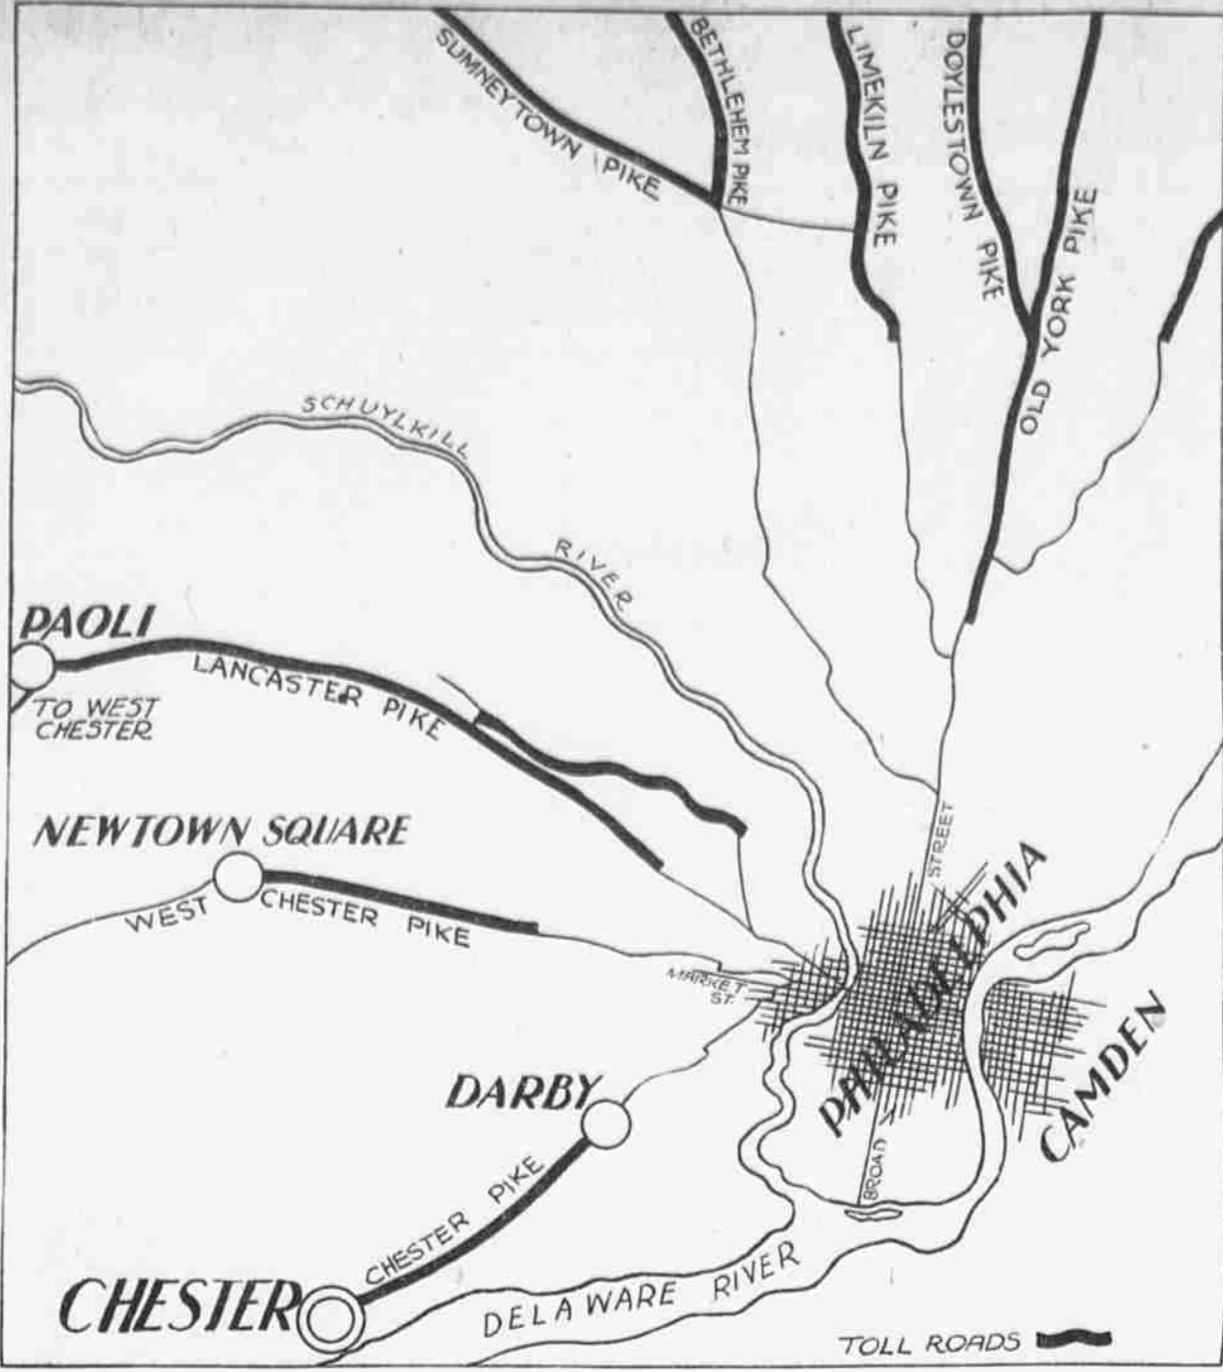 SUMNEYTOWN PIKE
BETHLEHEM PIKE
LIMEKILN PIKE
DOYLESTOWN PIKE
OLD YORK PIKE
SCHUYLKILL RIVER
PAOLI
LANCASTER PIKE
TO WEST
CHESTER
NEWTOWN SQUARE
WEST CHESTER PIKE
STREET
MARKET
ST.
PHILADELPHIA
CAMDEN
DARBY
BROAD
CHESTER PIKE
CHESTER
DELAWARE RIVER
TOLL ROADS